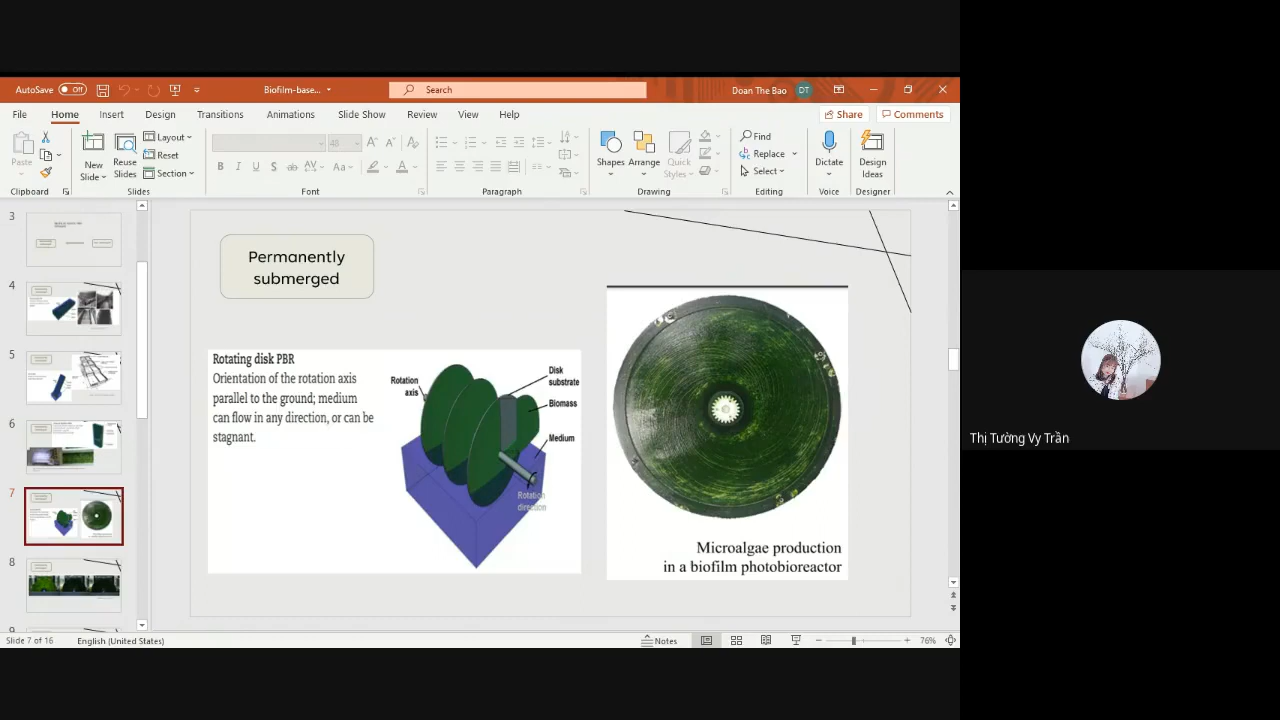 AutoSave
Off
Biofilm-base...
Search
Doan The Bao
DT
File
Home
Insert
Design
Transitions
Animations
Slide Show
Review
View
Help
Share
Comments
Paste
New
Slide
Reuse
Slides
Layout
Reset
Section
48
B
I
U
S
ab
AV
Aa
A
Shapes
Arrange
Quick
Styles
Find
Replace
Select
Dictate
Design
Ideas
Clipboard
Slides
Font
Paragraph
Drawing
Editing
Voice
Designer
3
4
5
6
7
8
9
Permanently
submerged
Rotating disk PBR
Orientation of the rotation axis
parallel to the ground; medium
can flow in any direction, or can be
stagnant.
Rotation
axis
Disk
substrate
Biomass
Medium
Rotation
direction
Microalgae production
in a biofilm photobioreactor
Thị Tường Vy Trần
Slide 7 of 16
English (United States)
Notes
76%